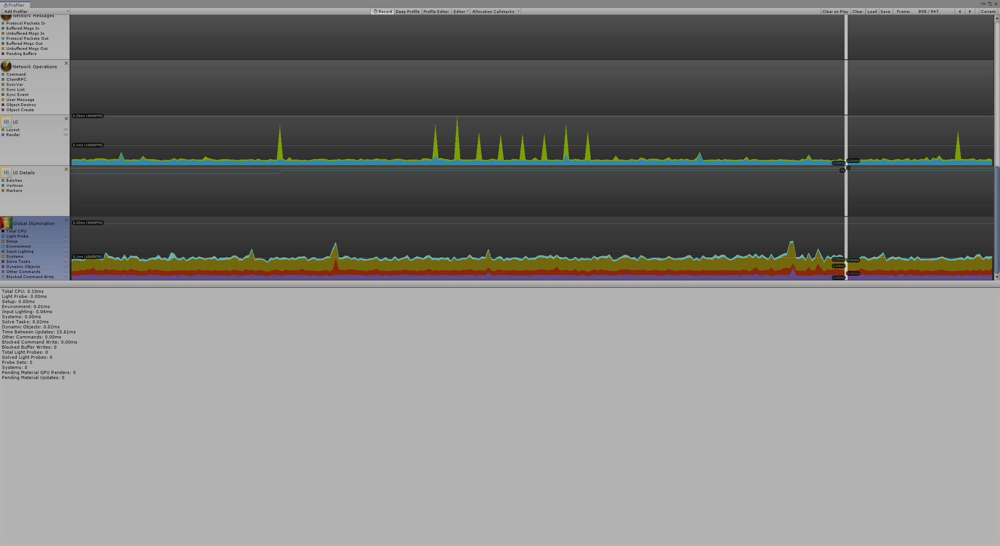 Profiler
Add Profiler Record Deep Profile Profile Editor Editor Allocation Callstacks Clear on Play Clear Load Save Frame: 898 / 947 Current
Network Messages
Protocol Packets In
Buffered Msgs In
Unbuffered Msgs In
Protocol Packets Out
Buffered Msgs Out
Unbuffered Msgs Out
Pending Buffers
Network Operations
Command
ClientRPC
SyncVar
Sync List
Sync Event
User Message
Object Destroy
Object Create
UI UI
Layout
Render
0.25ms (4000FPS)
0.1ms (10000FPS)
0.02ms 0.01ms
UI UI Details
Batches
Vertices
Markers
56 2
Global Illumination
Total CPU
Light Probe
Setup
Environment
Input Lighting
Systems
Solve Tasks
Dynamic Objects
Other Commands
Blocked Command Write
0.25ms (4000FPS)
0.1ms (10000FPS)
0.00ms 0.01ms
0.04ms
0.02ms
0.02ms
Total CPU: 0.10ms
Light Probe: 0.00ms
Setup: 0.00ms
Environment: 0.01ms
Input Lighting: 0.04ms
Systems: 0.00ms
Solve Tasks: 0.02ms
Dynamic Objects: 0.02ms
Time Between Updates: 15.61ms
Other Commands: 0.00ms
Blocked Command Write: 0.00ms
Blocked Buffer Writes: 0
Total Light Probes: 0
Solved Light Probes: 0
Probe Sets: 0
Systems: 0
Pending Material GPU Renders: 0
Pending Material Updates: 0